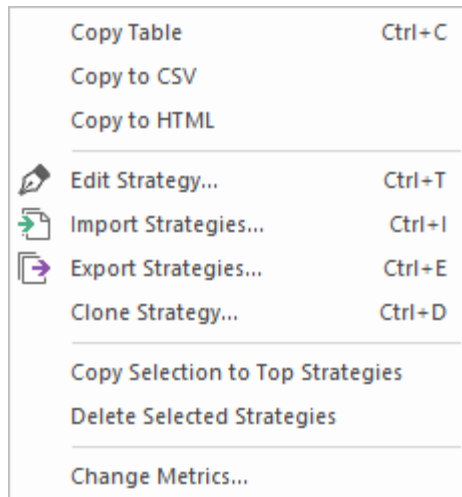 Copy Table Ctrl+C
Copy to CSV
Copy to HTML
Edit Strategy... Ctrl+T
Import Strategies... Ctrl+I
Export Strategies... Ctrl+E
Clone Strategy... Ctrl+D
Copy Selection to Top Strategies
Delete Selected Strategies
Change Metrics...